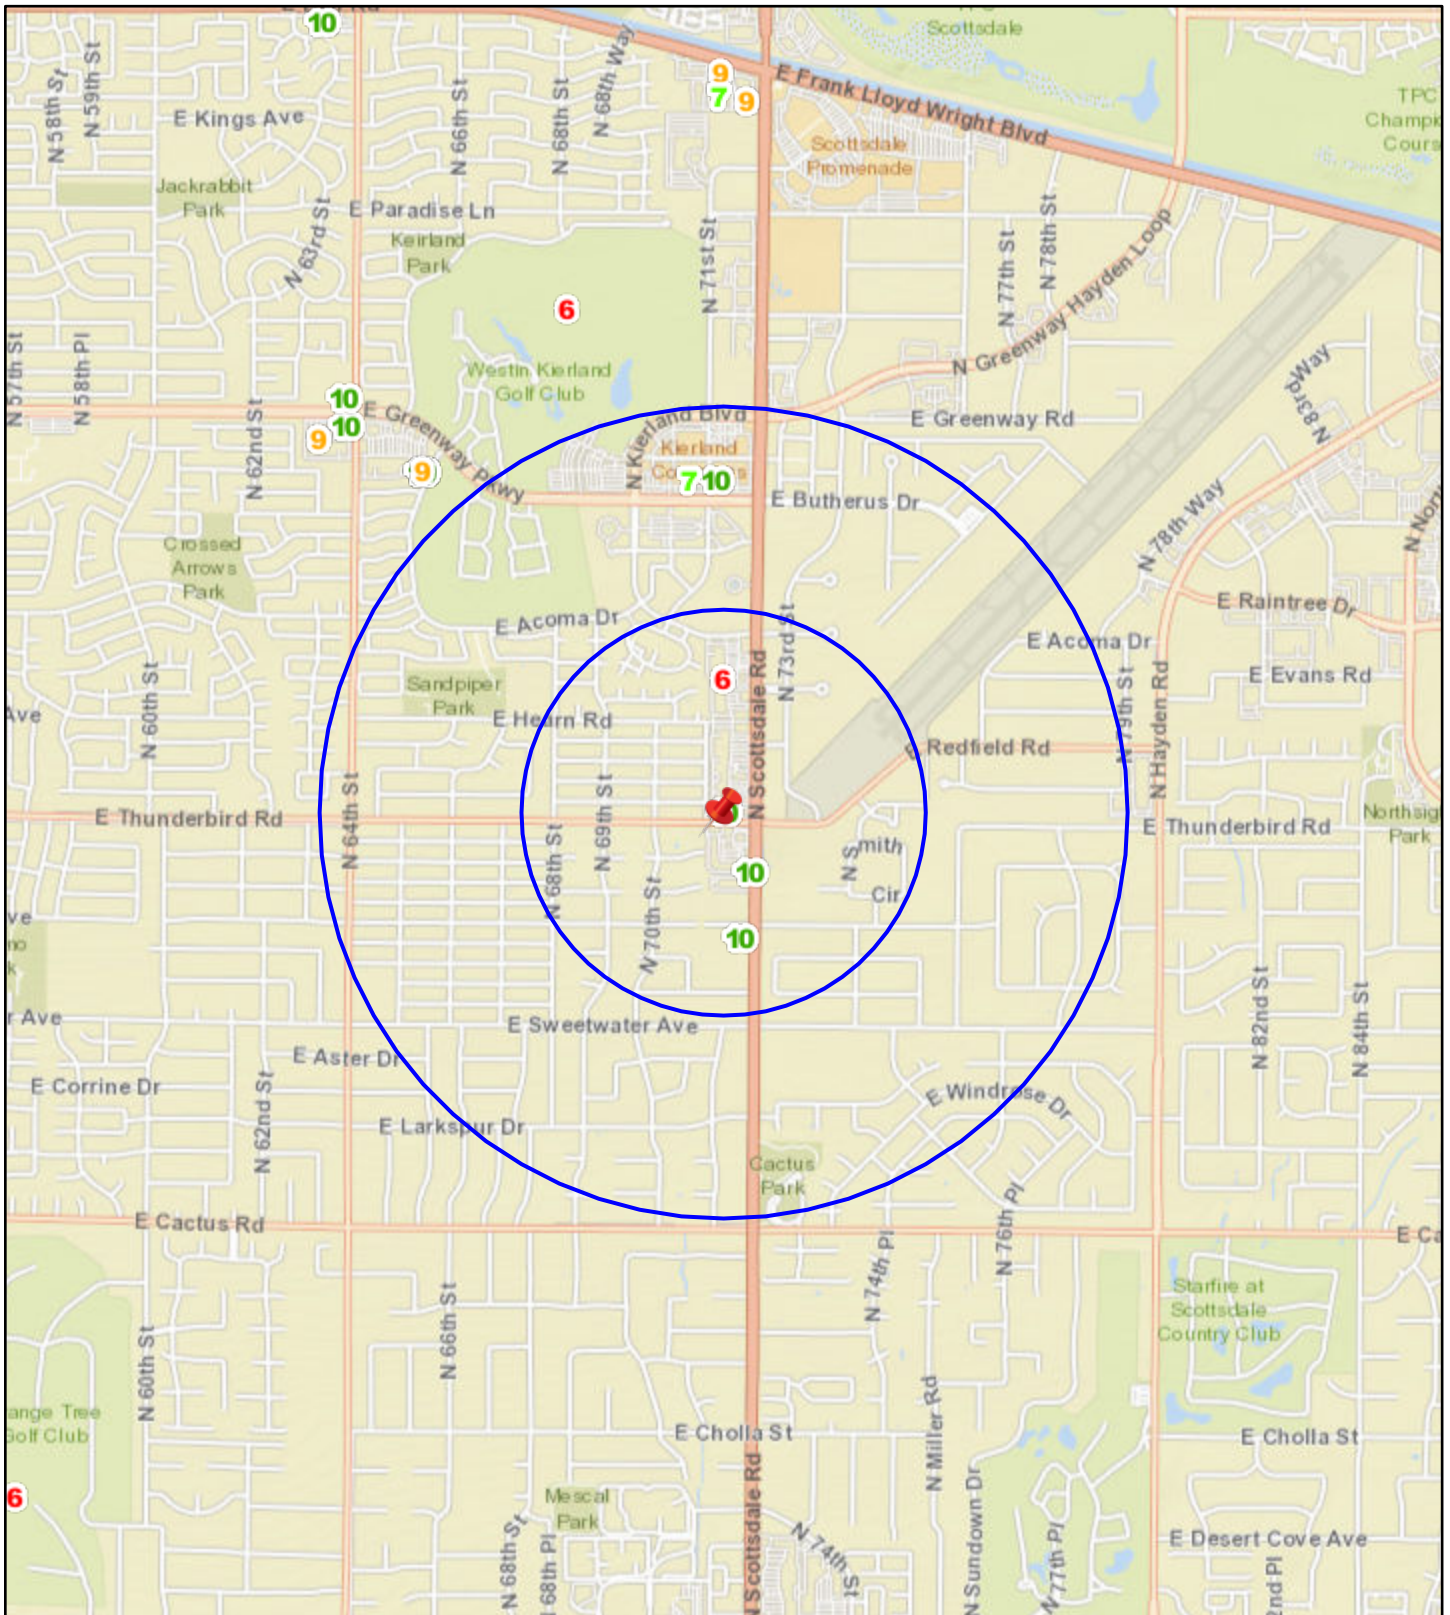 10
9
7
9
E Frank Lloyd Wright Blvd
Scottsdale
TPC
Cours
N 58th St
N 59th St
E Kings Ave
N 66th St
N 68th St
N 68th Way
Scottsdale
Promenade
Jackrabbit
Park
E Paradise Ln
Keirland
Park
N 63rd St
N 71st St
N 77th St
N 78th St
N Greenway Hayden Loop
6
Westin Kierland
Golf Club
N 57th St
N 58th Pl
N 62nd St
10
10
9
9
E Greenway Pkwy
N Kierland Blvd
Kierland
7
10
E Greenway Rd
E Butherus Dr
N 83rd Way
N 78th Way
Crossed
Arrows
Park
E Acoma Dr
E Acoma Dr
E Raintree Dr
E Evans Rd
N 60th St
Ave
Sandpiper
Park
E Hearn Rd
6
N 73rd St
N Scottsdale Rd
E Redfield Rd
N 79th St
N Hayden Rd
E Thunderbird Rd
N 64th St
N 69th St
N 68th St
N 70th St
10
10
N Smith
Cir
E Thunderbird Rd
Park
E Sweetwater Ave
r Ave
E Aster Dr
E Corrine Dr
N 62nd St
E Larkspur Dr
E Windrose Dr
N 82nd St
N 84th St
Cactus
Park
E Cactus Rd
N 60th St
N 66th St
N 74th Pl
N 76th Pl
Starfire at
Scottsdale
Country Club
ange Tree
Golf Club
6
E Cholla St
N Miller Rd
E Cholla St
Mescal
Park
N 68th St
68th Pl
N Scottsdale Rd
N 74th St
N Sundown Dr
N 77th Pl
E Desert Cove Ave
2nd Pl